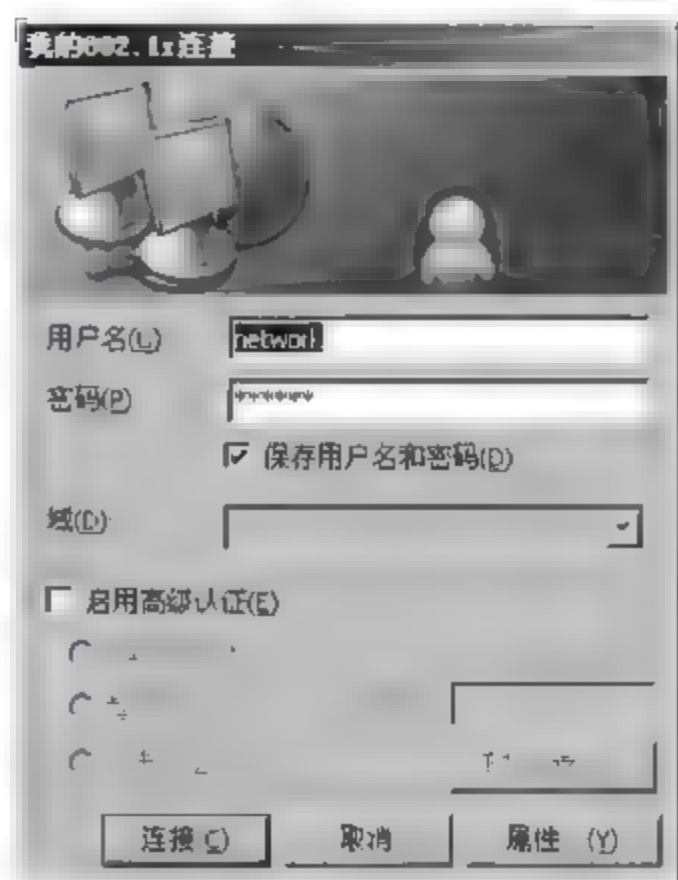 我的802.1x连接
用户名(U)
network
密码(P)
*******
保存用户名和密码(D)
域(D)
启用高级认证(E)
连接(C)
取消
属性 (Y)